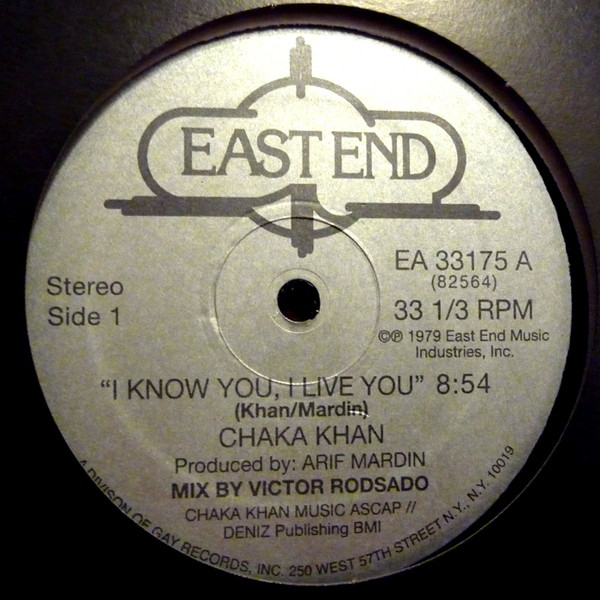 EAST END
Stereo
Side 1
EA 33175 A
(82564)
33 1/3 RPM
©℗ 1979 East End Music
Industries, Inc.
“I KNOW YOU, I LIVE YOU” 8:54
(Khan/Mardin)
CHAKA KHAN
Produced by: ARIF MARDIN
MIX BY VICTOR RODSADO
CHAKA KHAN MUSIC ASCAP //
DENIZ Publishing BMI
A DIVISON OF GAY RECORDS, INC. 250 WEST 57TH STREET N.Y., N.Y. 10019